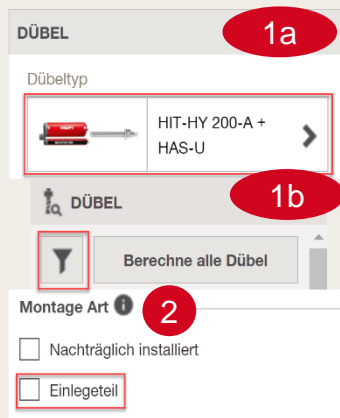 DÜBEL
1a
Dübeltyp
HIT-HY 200-A +
HAS-U
1b
DÜBEL
Berechne alle Dübel
Montage Art
2
Nachträglich installiert
Einlegeteil